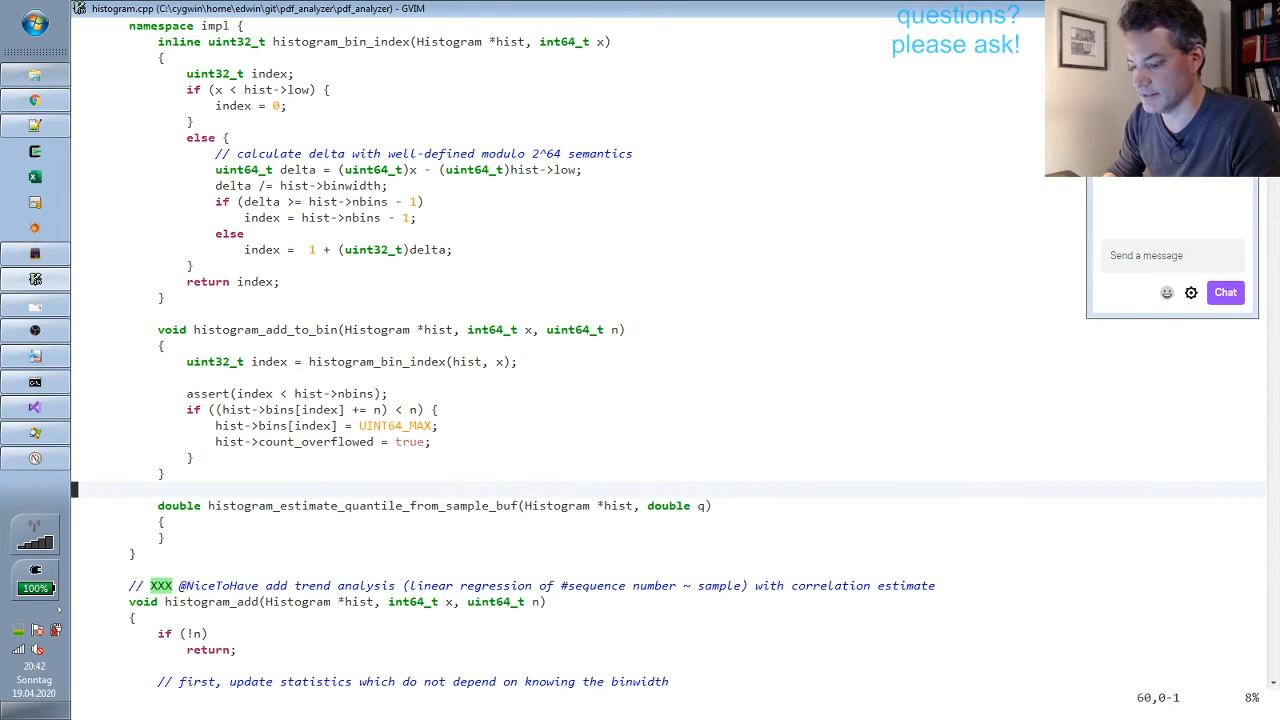 histogram.cpp (C:\cygwin\home\edwin\git\pdf_analyzer\pdf_analyzer) - GVIM
questions?
please ask!
namespace impl {
inline uint32_t histogram_bin_index(Histogram *hist, int64_t x)
{
uint32_t index;
if (x < hist->low) {
index = 0;
}
else {
// calculate delta with well-defined modulo 2^64 semantics
uint64_t delta = (uint64_t)x - (uint64_t)hist->low;
delta /= hist->binwidth;
if (delta >= hist->nbins - 1)
index = hist->nbins - 1;
else
index =  1 + (uint32_t)delta;
}
return index;
}
void histogram_add_to_bin(Histogram *hist, int64_t x, uint64_t n)
{
uint32_t index = histogram_bin_index(hist, x);
assert(index < hist->nbins);
if ((hist->bins[index] += n) < n) {
hist->bins[index] = UINT64_MAX;
hist->count_overflowed = true;
}
}
double histogram_estimate_quantile_from_sample_buf(Histogram *hist, double q)
{
}
}
// XXX @NiceToHave add trend analysis (linear regression of #sequence number ~ sample) with correlation estimate
void histogram_add(Histogram *hist, int64_t x, uint64_t n)
{
if (!n)
return;
// first, update statistics which do not depend on knowing the binwidth
60,0-1
8%
Send a message
Chat
100%
20:42
Sonntag
19.04.2020